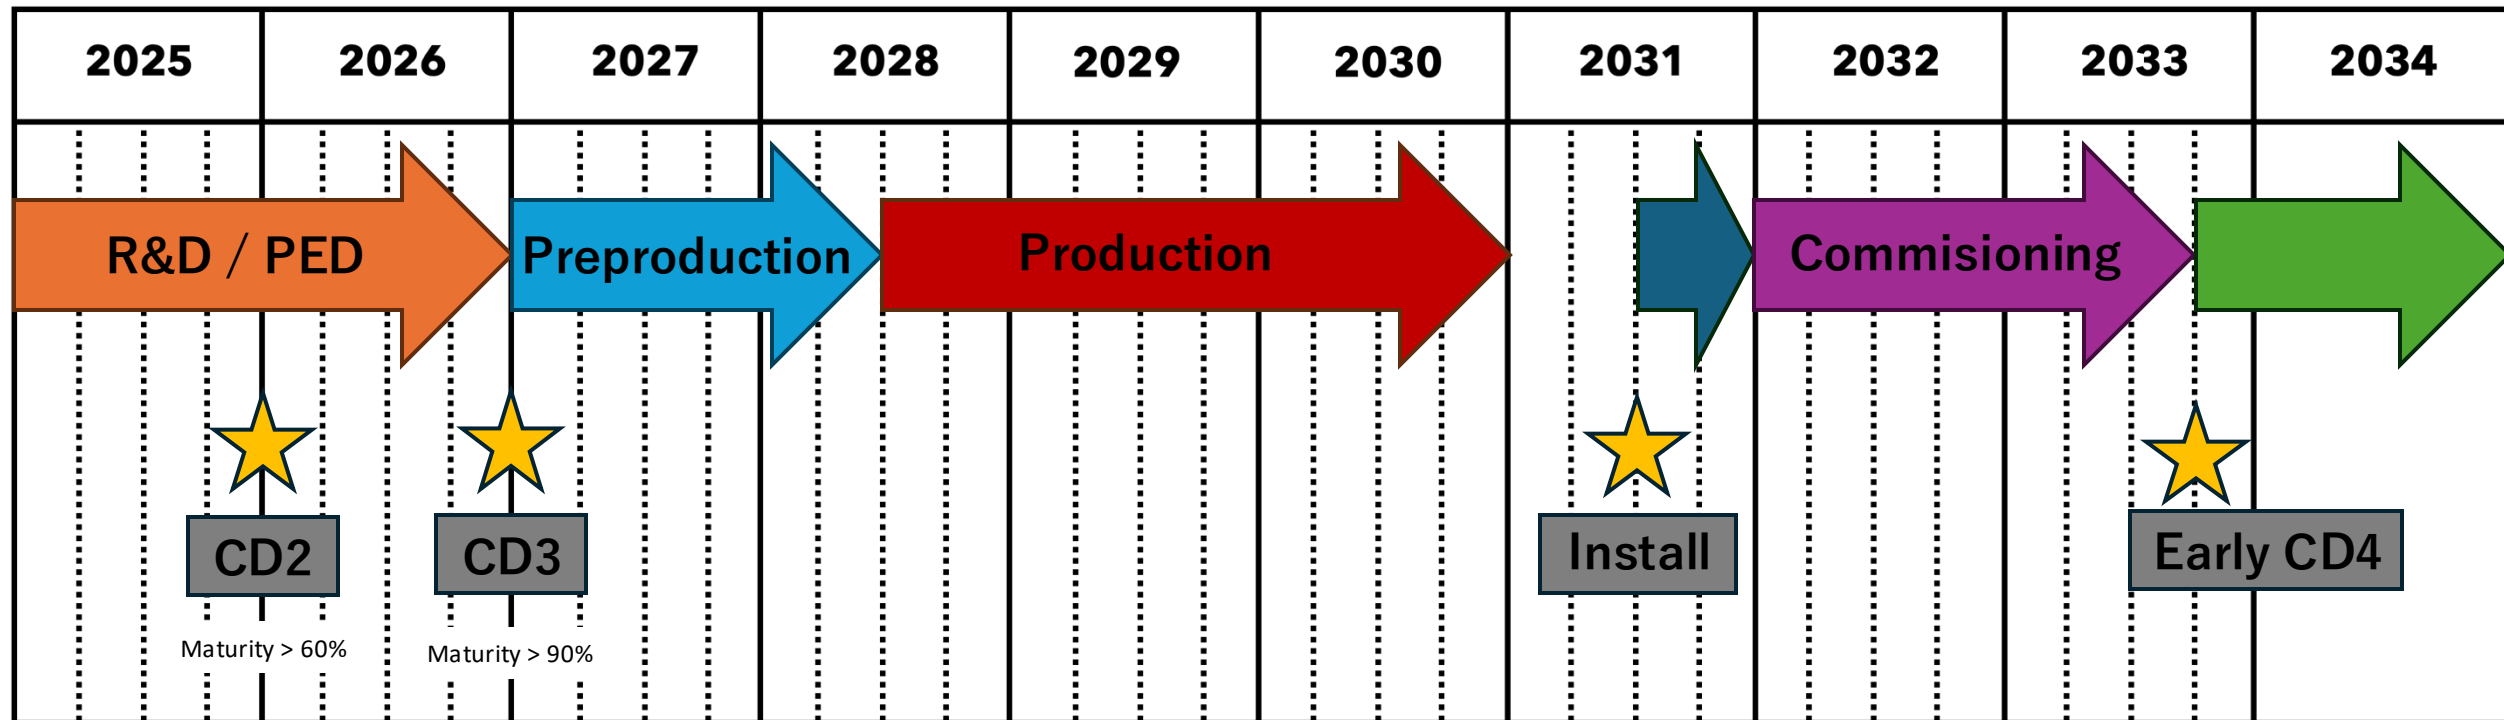 2025
2026
2027
2028
2029
2030
2031
2032
2033
2034
R&D / PED
Preproduction
Production
Commisioning
CD2
CD3
Install
Early CD4
Maturity > 60%
Maturity > 90%